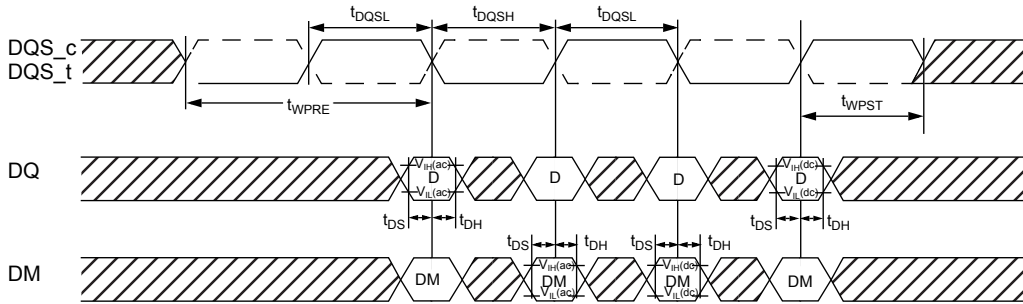 tDQSL tDQSH tDQSL
DQS_c
DQS_t
tWPRE tWPST
DQ
VIH(ac) VIH(dc)
D D D D
VIL(ac) VIL(dc)
tDS tDH tDS tDH
tDS tDH tDS tDH
DM
VIH(ac) VIH(dc)
DM DM DM DM
VIL(ac) VIL(dc)